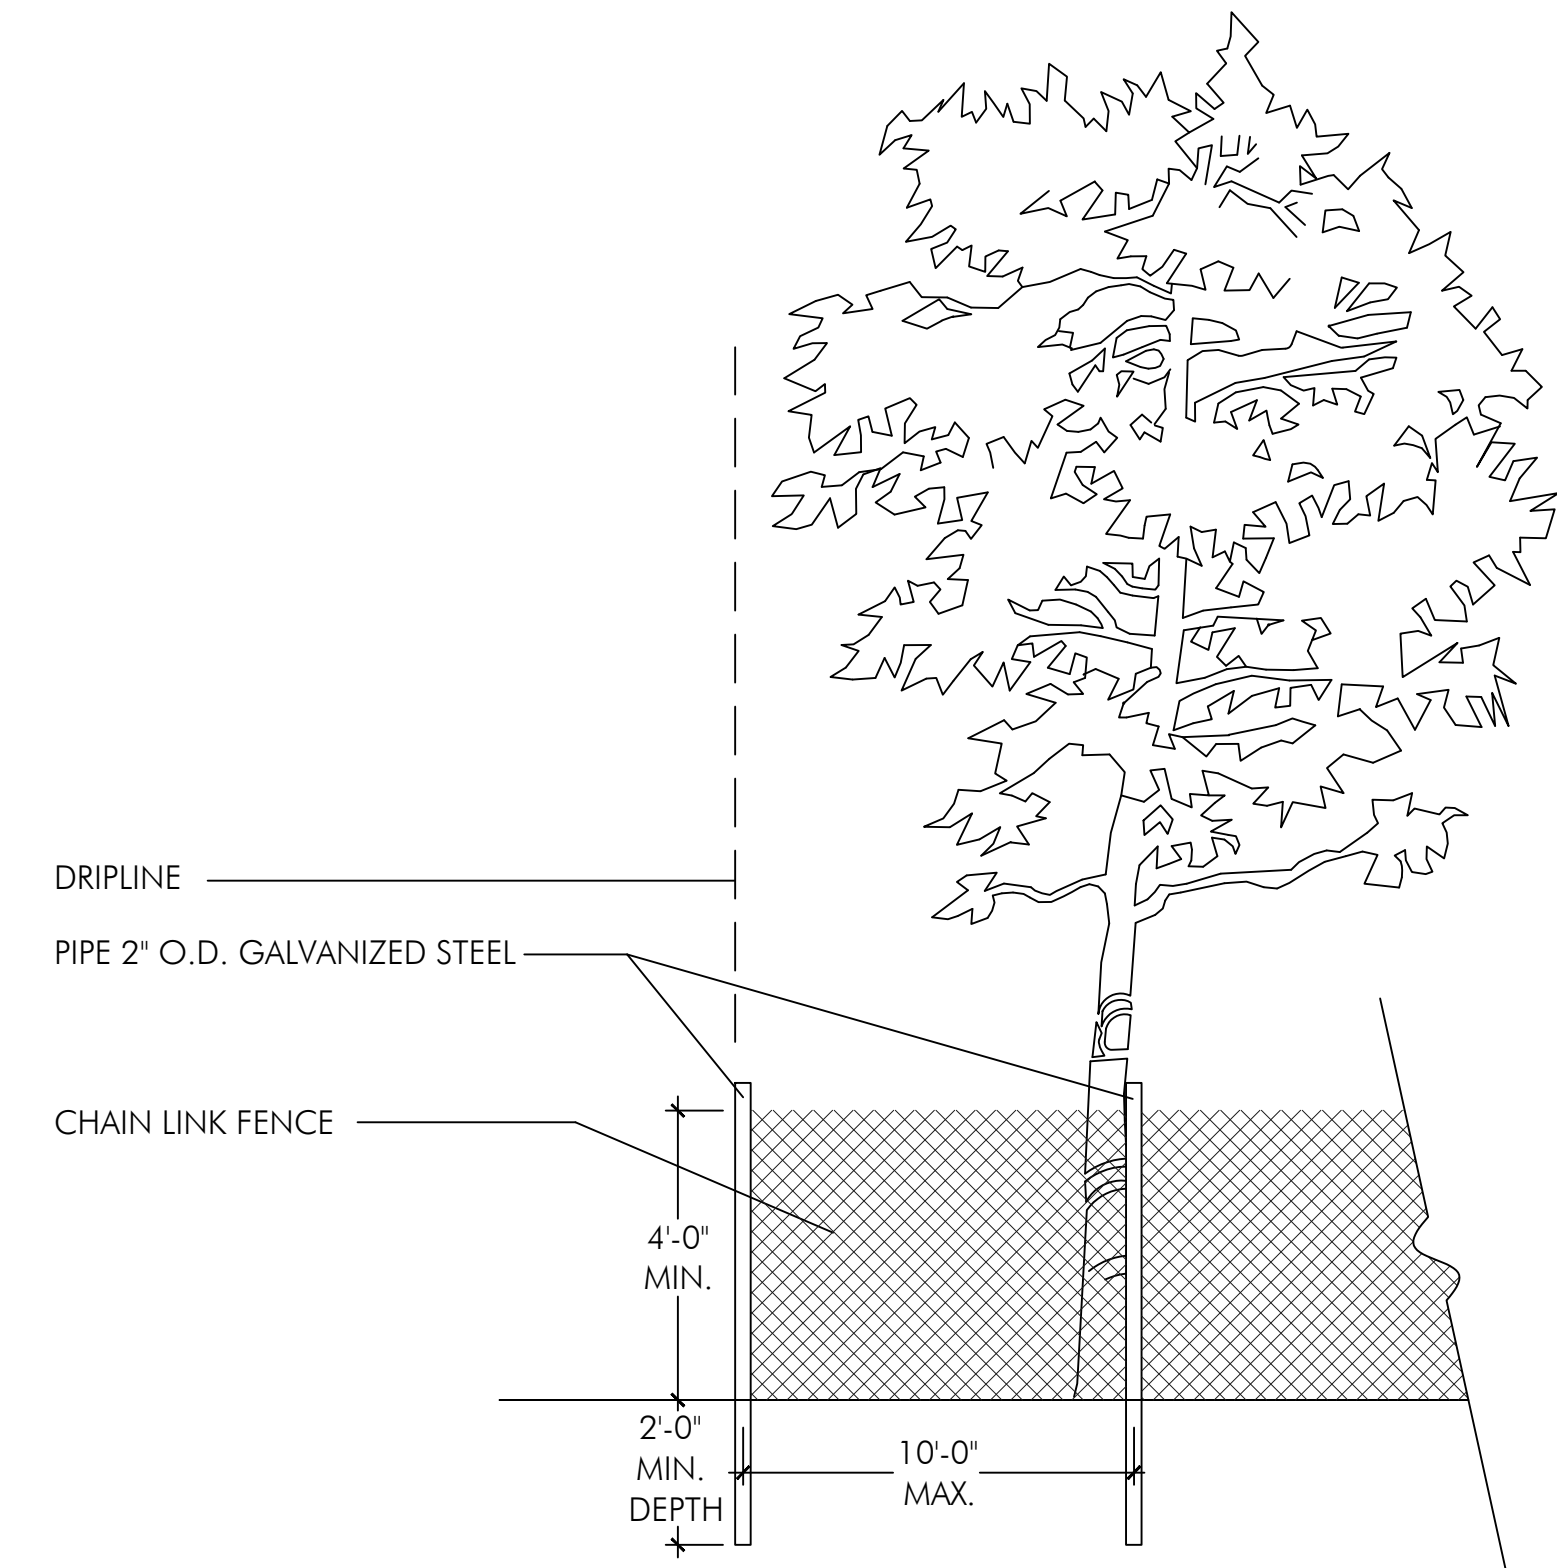 DRIPLINE
PIPE 2" O.D. GALVANIZED STEEL
CHAIN LINK FENCE
4'-0"
MIN.
2'-0"
MIN.
DEPTH
10'-0"
MAX.